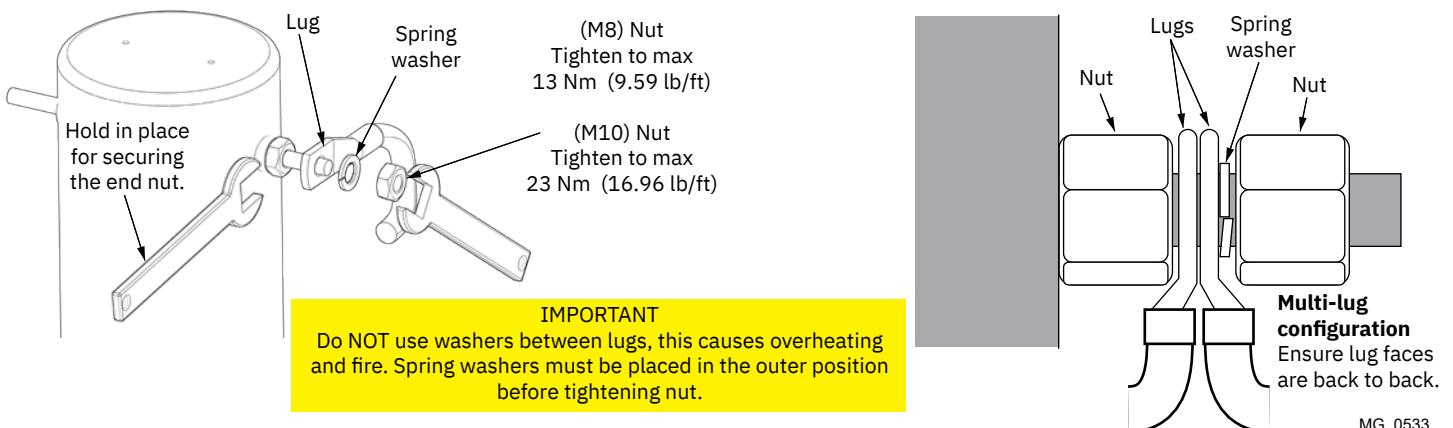 Lug
Spring
washer
(M8) Nut
Tighten to max
13 Nm  (9.59 lb/ft)
(M10) Nut
Tighten to max
23 Nm  (16.96 lb/ft)
Hold in place
for securing
the end nut.
IMPORTANT
Do NOT use washers between lugs, this causes overheating
and fire. Spring washers must be placed in the outer position
before tightening nut.
Lugs
Spring
washer
Nut
Nut
Multi-lug
configuration
Ensure lug faces
are back to back.
MG_0533